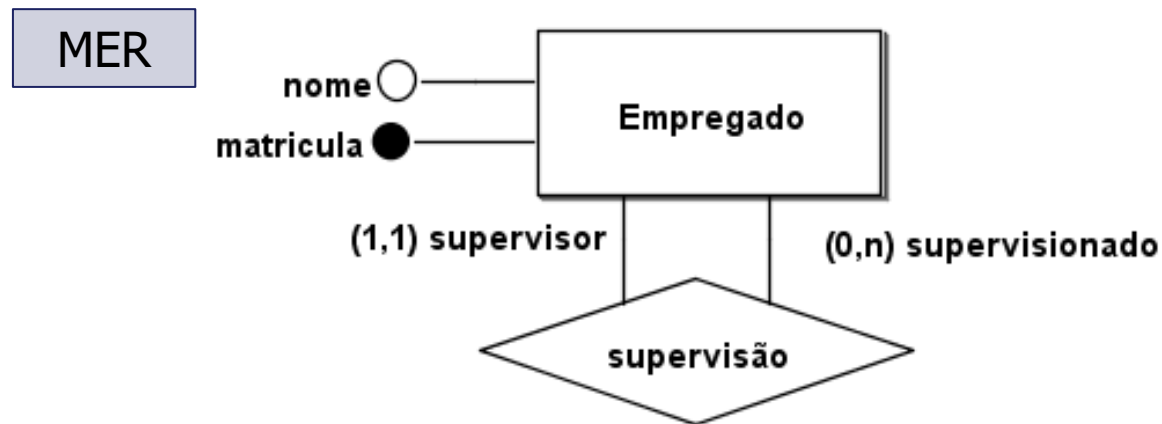 MER
nome
Empregado
matricula
(1,1) supervisor
(0,n) supervisionado
supervisão